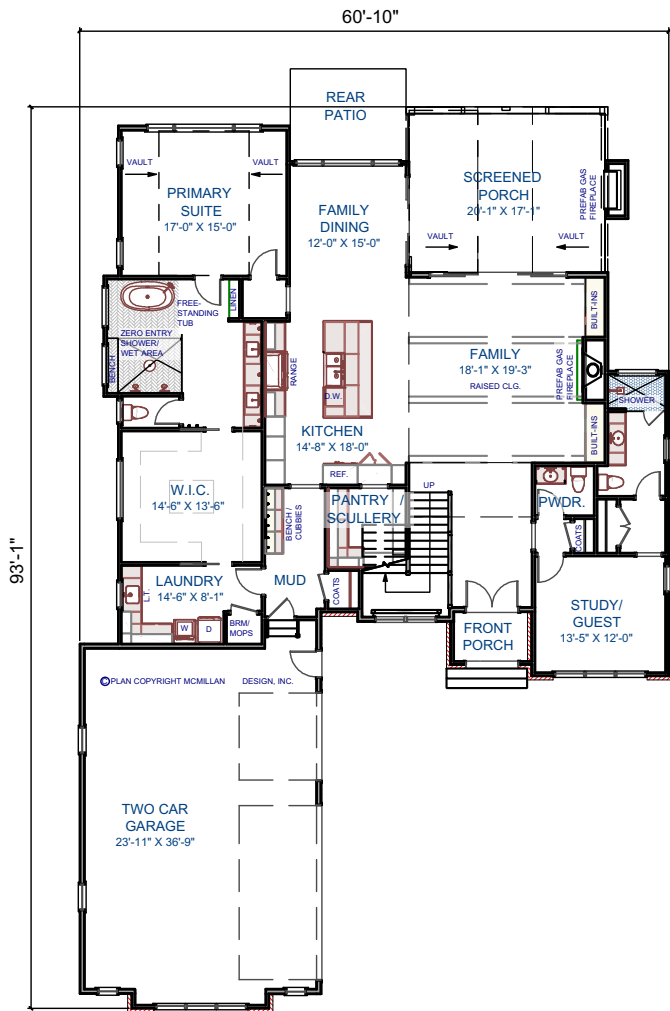 60'-10"
93'-1"
REAR
PATIO
VAULT
VAULT
PRIMARY
SUITE
17'-0" X 15'-0"
FAMILY
DINING
12'-0" X 15'-0"
SCREENED
PORCH
20'-1" X 17'-1"
VAULT
VAULT
PREFAB GAS
FIREPLACE
FREE-
STANDING
TUB
LINEN
ZERO ENTRY
SHOWER/
WET AREA
BENCH
RANGE
D.W.
KITCHEN
14'-8" X 18'-0"
REF.
FAMILY
18'-1" X 19'-3"
RAISED CLG.
BUILT-INS
PREFAB GAS
FIREPLACE
BUILT-INS
SHOWER
W.I.C.
14'-6" X 13'-6"
BENCH /
CUBBIES
PANTRY /
SCULLERY
UP
PWDR.
COATS
LAUNDRY
14'-6" X 8'-1"
L.T.
W
D
BRM/
MOPS
MUD
COATS
FRONT
PORCH
STUDY/
GUEST
13'-5" X 12'-0"
©PLAN COPYRIGHT MCMILLAN DESIGN, INC.
TWO CAR
GARAGE
23'-11" X 36'-9"